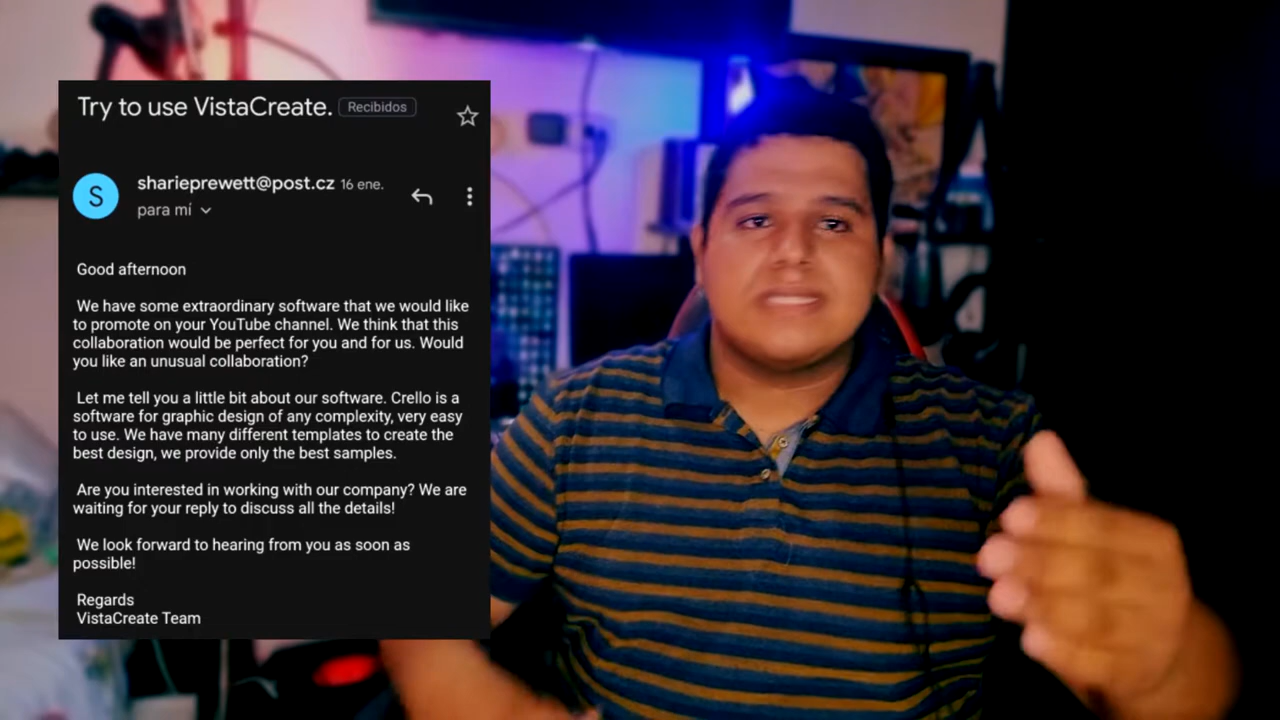 Try to use VistaCreate. Recibidos
S
sharieprewett@post.cz 16 ene.
para mí
Good afternoon
We have some extraordinary software that we would like
to promote on your YouTube channel. We think that this
collaboration would be perfect for you and for us. Would
you like an unusual collaboration?
Let me tell you a little bit about our software. Crello is a
software for graphic design of any complexity, very easy
to use. We have many different templates to create the
best design, we provide only the best samples.
Are you interested in working with our company? We are
waiting for your reply to discuss all the details!
We look forward to hearing from you as soon as
possible!
Regards
VistaCreate Team